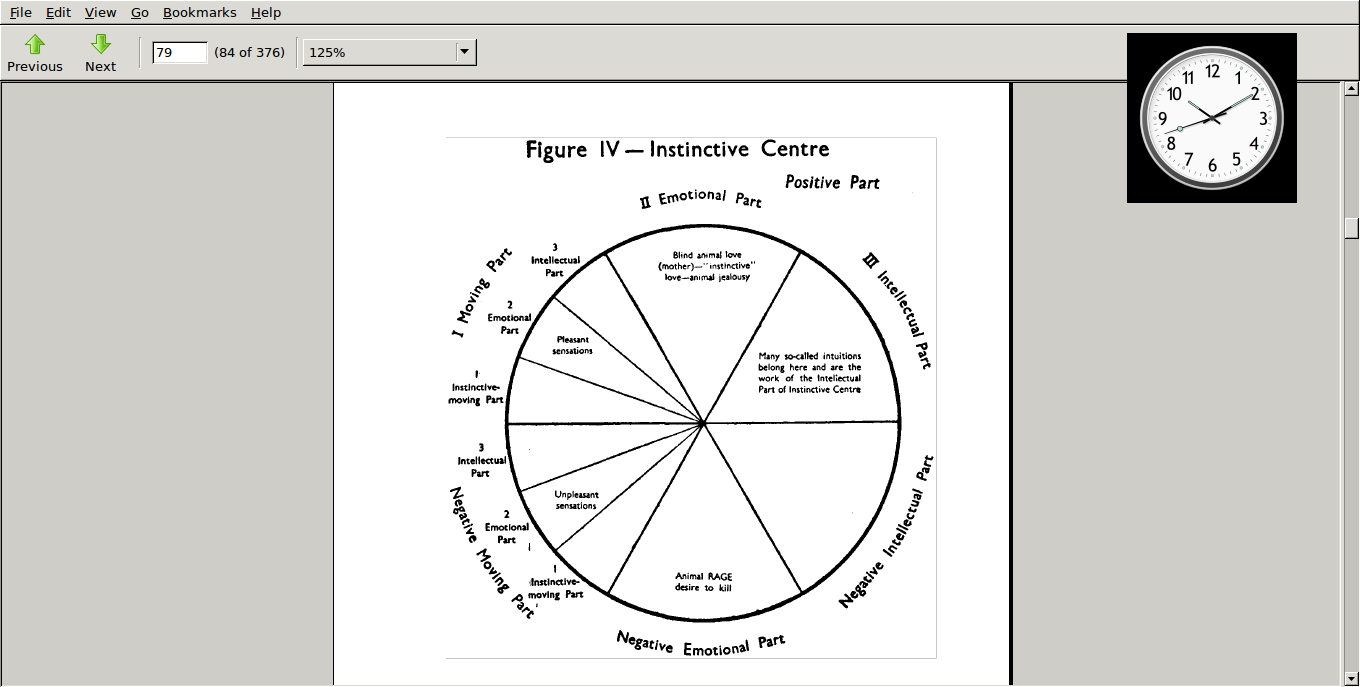 File Edit View Go Bookmarks Help
Previous Next 79 (84 of 376) 125%
12
1
2
3
4
5
6
7
8
9
10
11
Figure IV — Instinctive Centre
Positive Part
II Emotional Part
I Moving Part
III Intellectual Part
3
Intellectual
Part
2
Emotional
Part
1
Instinctive-
moving Part
Blind animal love
(mother)—"instinctive"
love—animal jealousy
Pleasant
sensations
Many so-called intuitions
belong here and are the
work of the Intellectual
Part of Instinctive Centre
3
Intellectual
Part
2
Emotional
Part
1
Instinctive-
moving Part
Unpleasant
sensations
Animal RAGE
desire to kill
Negative Moving Part
Negative Emotional Part
Negative Intellectual Part